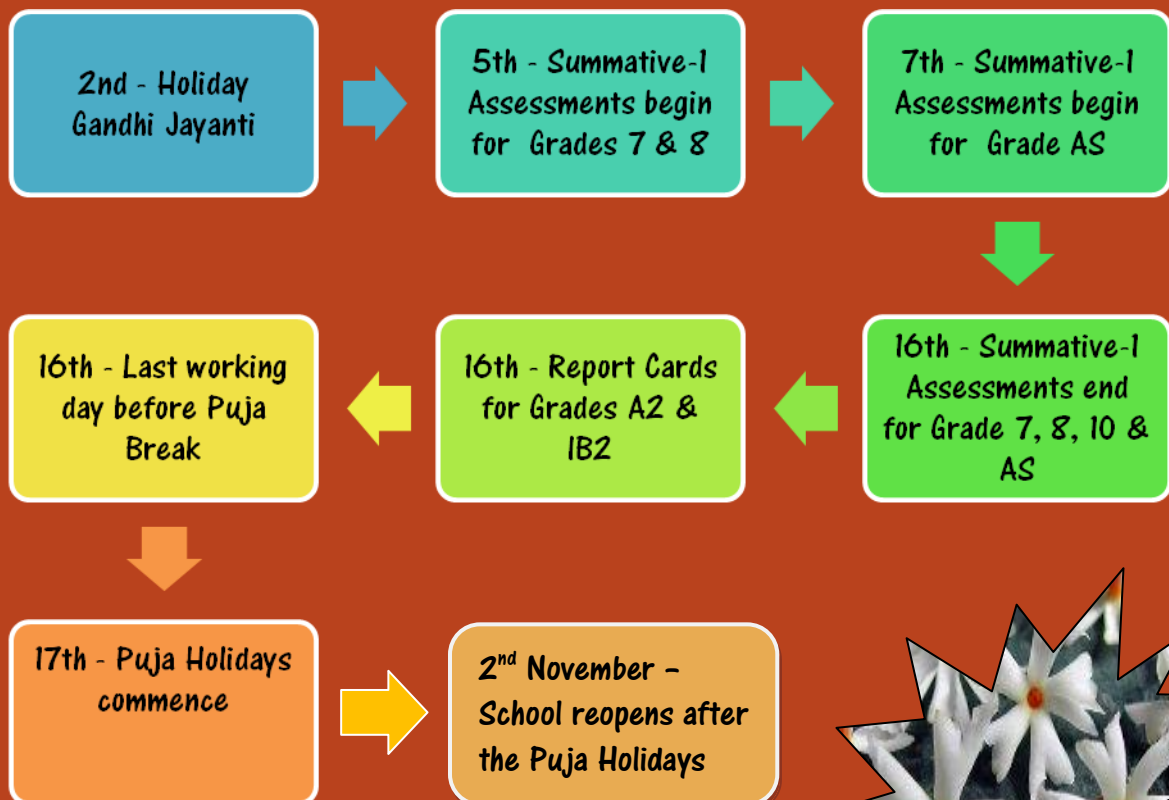 2nd - Holiday
Gandhi Jayanti
5th - Summative-1
Assessments begin
for Grades 7 & 8
7th - Summative-1
Assessments begin
for Grade AS
16th - Summative-1
Assessments end
for Grade 7, 8, 10 &
AS
16th - Report Cards
for Grades A2 &
IB2
16th - Last working
day before Puja
Break
17th - Puja Holidays
commence
2nd November –
School reopens after
the Puja Holidays